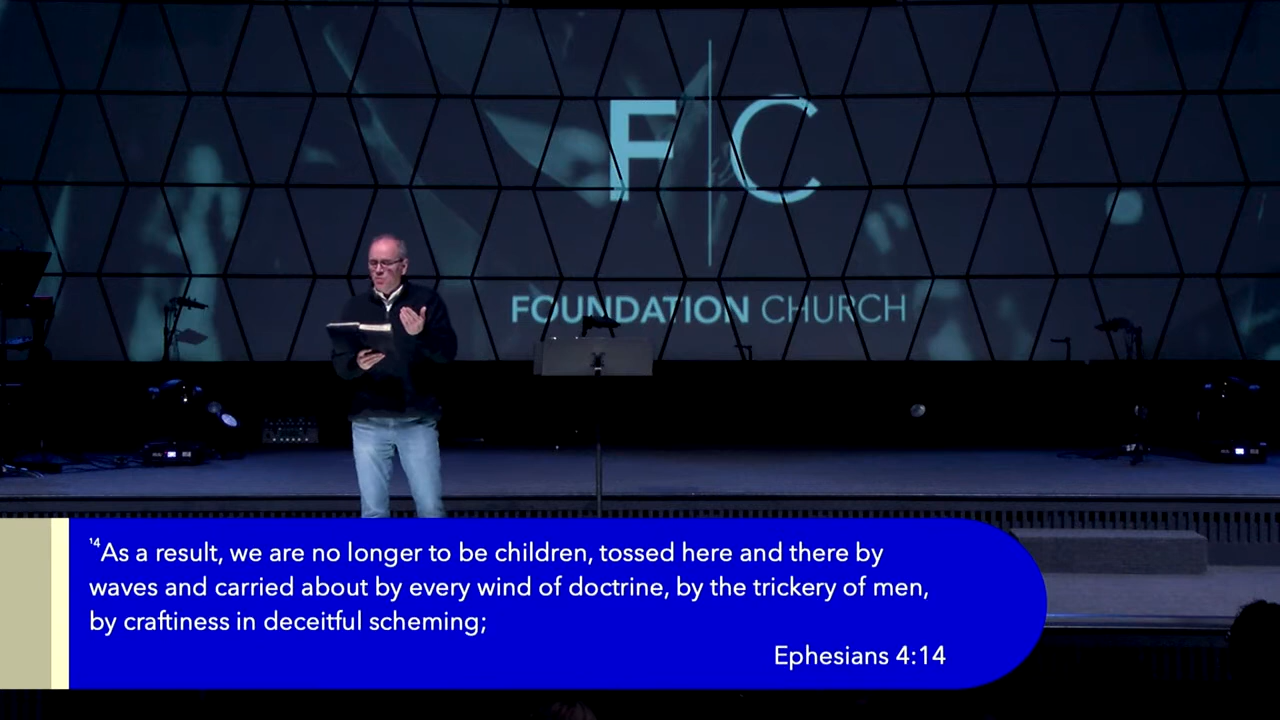 F|C
FOUNDATION CHURCH
¹⁴As a result, we are no longer to be children, tossed here and there by
waves and carried about by every wind of doctrine, by the trickery of men,
by craftiness in deceitful scheming;
Ephesians 4:14